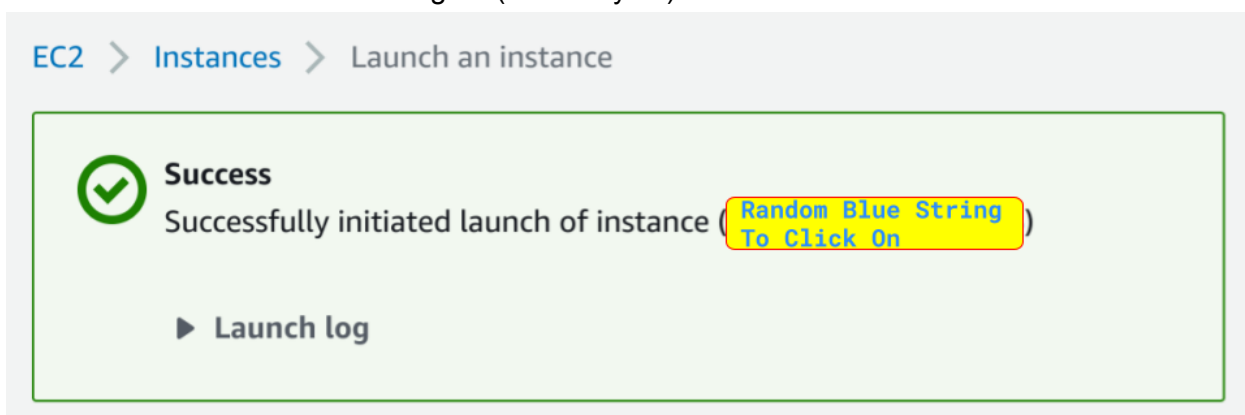 EC2 > Instances > Launch an instance
Success
Successfully initiated launch of instance (Random Blue String
To Click On)
Launch log